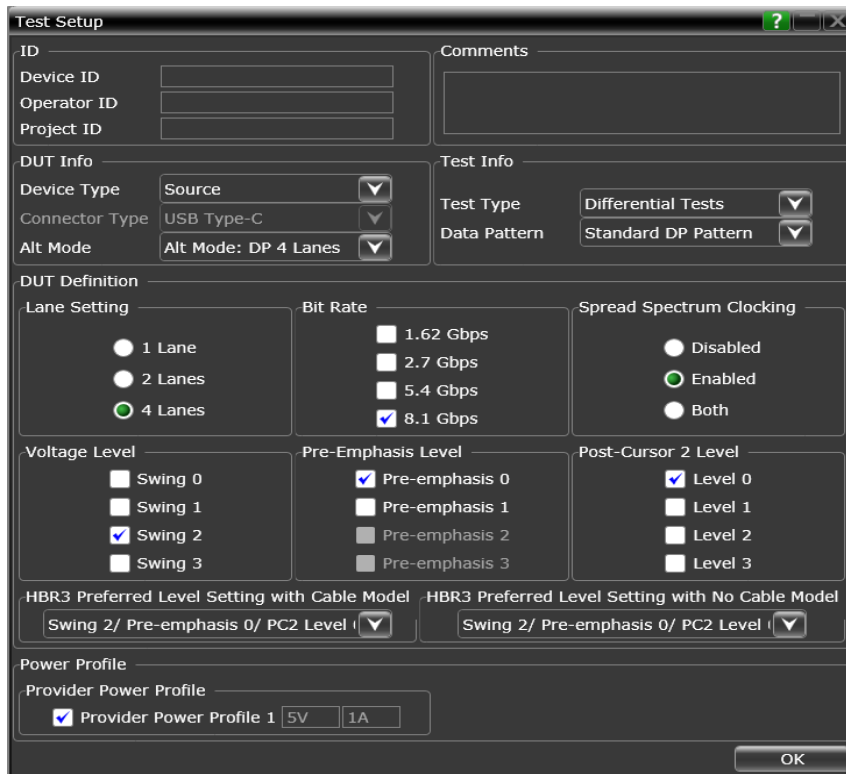 Test Setup
?
ID
Device ID
Operator ID
Project ID
Comments
DUT Info
Device Type Source
Connector Type USB Type-C
Alt Mode Alt Mode: DP 4 Lanes
Test Info
Test Type Differential Tests
Data Pattern Standard DP Pattern
DUT Definition
Lane Setting
1 Lane
2 Lanes
4 Lanes
Bit Rate
1.62 Gbps
2.7 Gbps
5.4 Gbps
8.1 Gbps
Spread Spectrum Clocking
Disabled
Enabled
Both
Voltage Level
Swing 0
Swing 1
Swing 2
Swing 3
Pre-Emphasis Level
Pre-emphasis 0
Pre-emphasis 1
Pre-emphasis 2
Pre-emphasis 3
Post-Cursor 2 Level
Level 0
Level 1
Level 2
Level 3
HBR3 Preferred Level Setting with Cable Model
Swing 2/ Pre-emphasis 0/ PC2 Level
HBR3 Preferred Level Setting with No Cable Model
Swing 2/ Pre-emphasis 0/ PC2 Level
Power Profile
Provider Power Profile
Provider Power Profile 1 5V 1A
OK